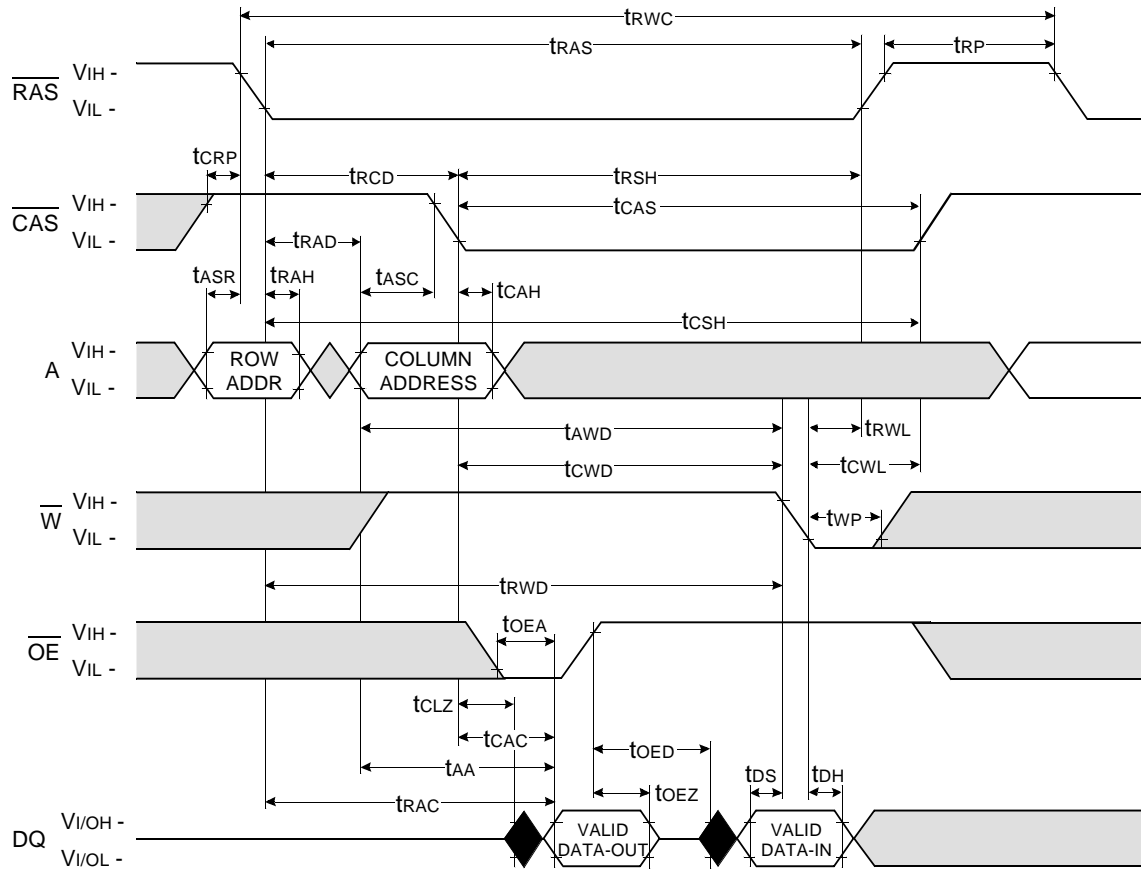 tRWC
tRAS
tRP
RAS
VIH -
VIL -
tCRP
tRCD
tRSH
CAS
VIH -
VIL -
tCAS
tRAD
tASR
tRAH
tASC
tCAH
tCSH
A
VIH -
VIL -
ROW
ADDR
COLUMN
ADDRESS
tAWD
tRWL
tCWD
tCWL
W
VIH -
VIL -
tWP
tRWD
OE
VIH -
VIL -
tOEA
tCLZ
tCAC
tOED
tAA
tDS
tDH
tOEZ
tRAC
DQ
VI/OH -
VI/OL -
VALID
DATA-OUT
VALID
DATA-IN